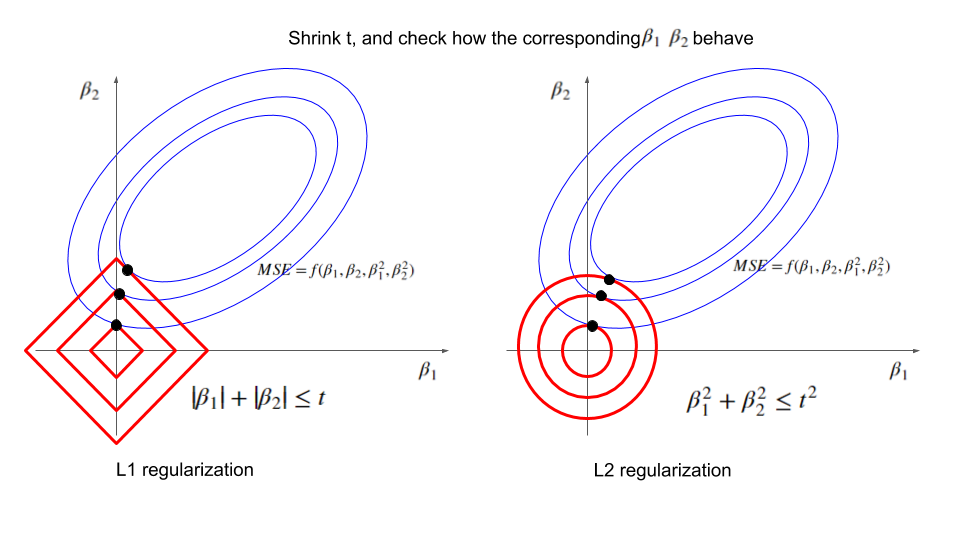 Shrink t, and check how the corresponding β₁ β₂ behave
β₂
MSE = f(β₁, β₂, β₁², β₂²)
β₁
|β₁| + |β₂| ≤ t
L1 regularization
β₂
MSE = f(β₁, β₂, β₁², β₂²)
β₁
β₁² + β₂² ≤ t²
L2 regularization